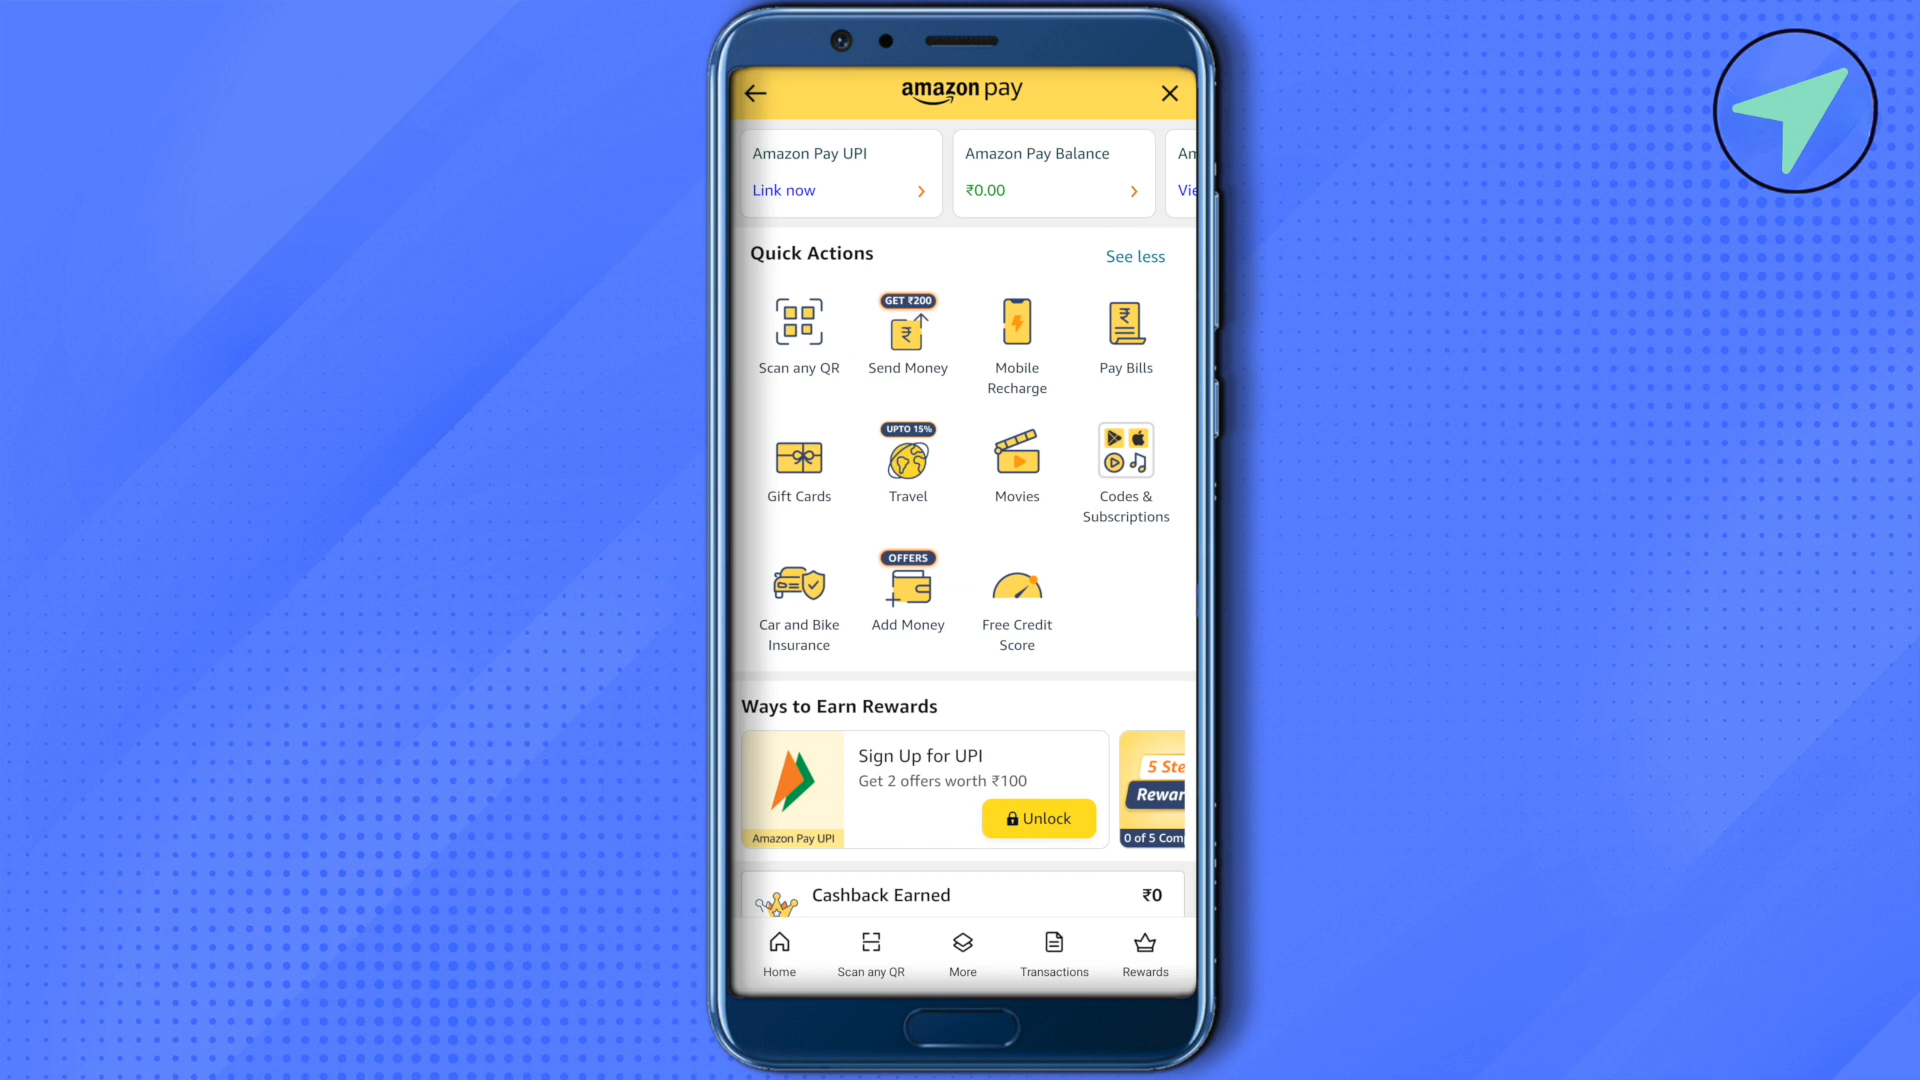 amazon pay
Amazon Pay UPI
Link now
Amazon Pay Balance
₹0.00
Quick Actions
See less
GET ₹200
Scan any QR
Send Money
Mobile
Recharge
Pay Bills
UPTO 15%
Gift Cards
Travel
Movies
Codes &
Subscriptions
OFFERS
Car and Bike
Insurance
Add Money
Free Credit
Score
Ways to Earn Rewards
Sign Up for UPI
Get 2 offers worth ₹100
Unlock
Amazon Pay UPI
5 Ste
Rewar
0 of 5 Com
Cashback Earned
₹0
Home
Scan any QR
More
Transactions
Rewards